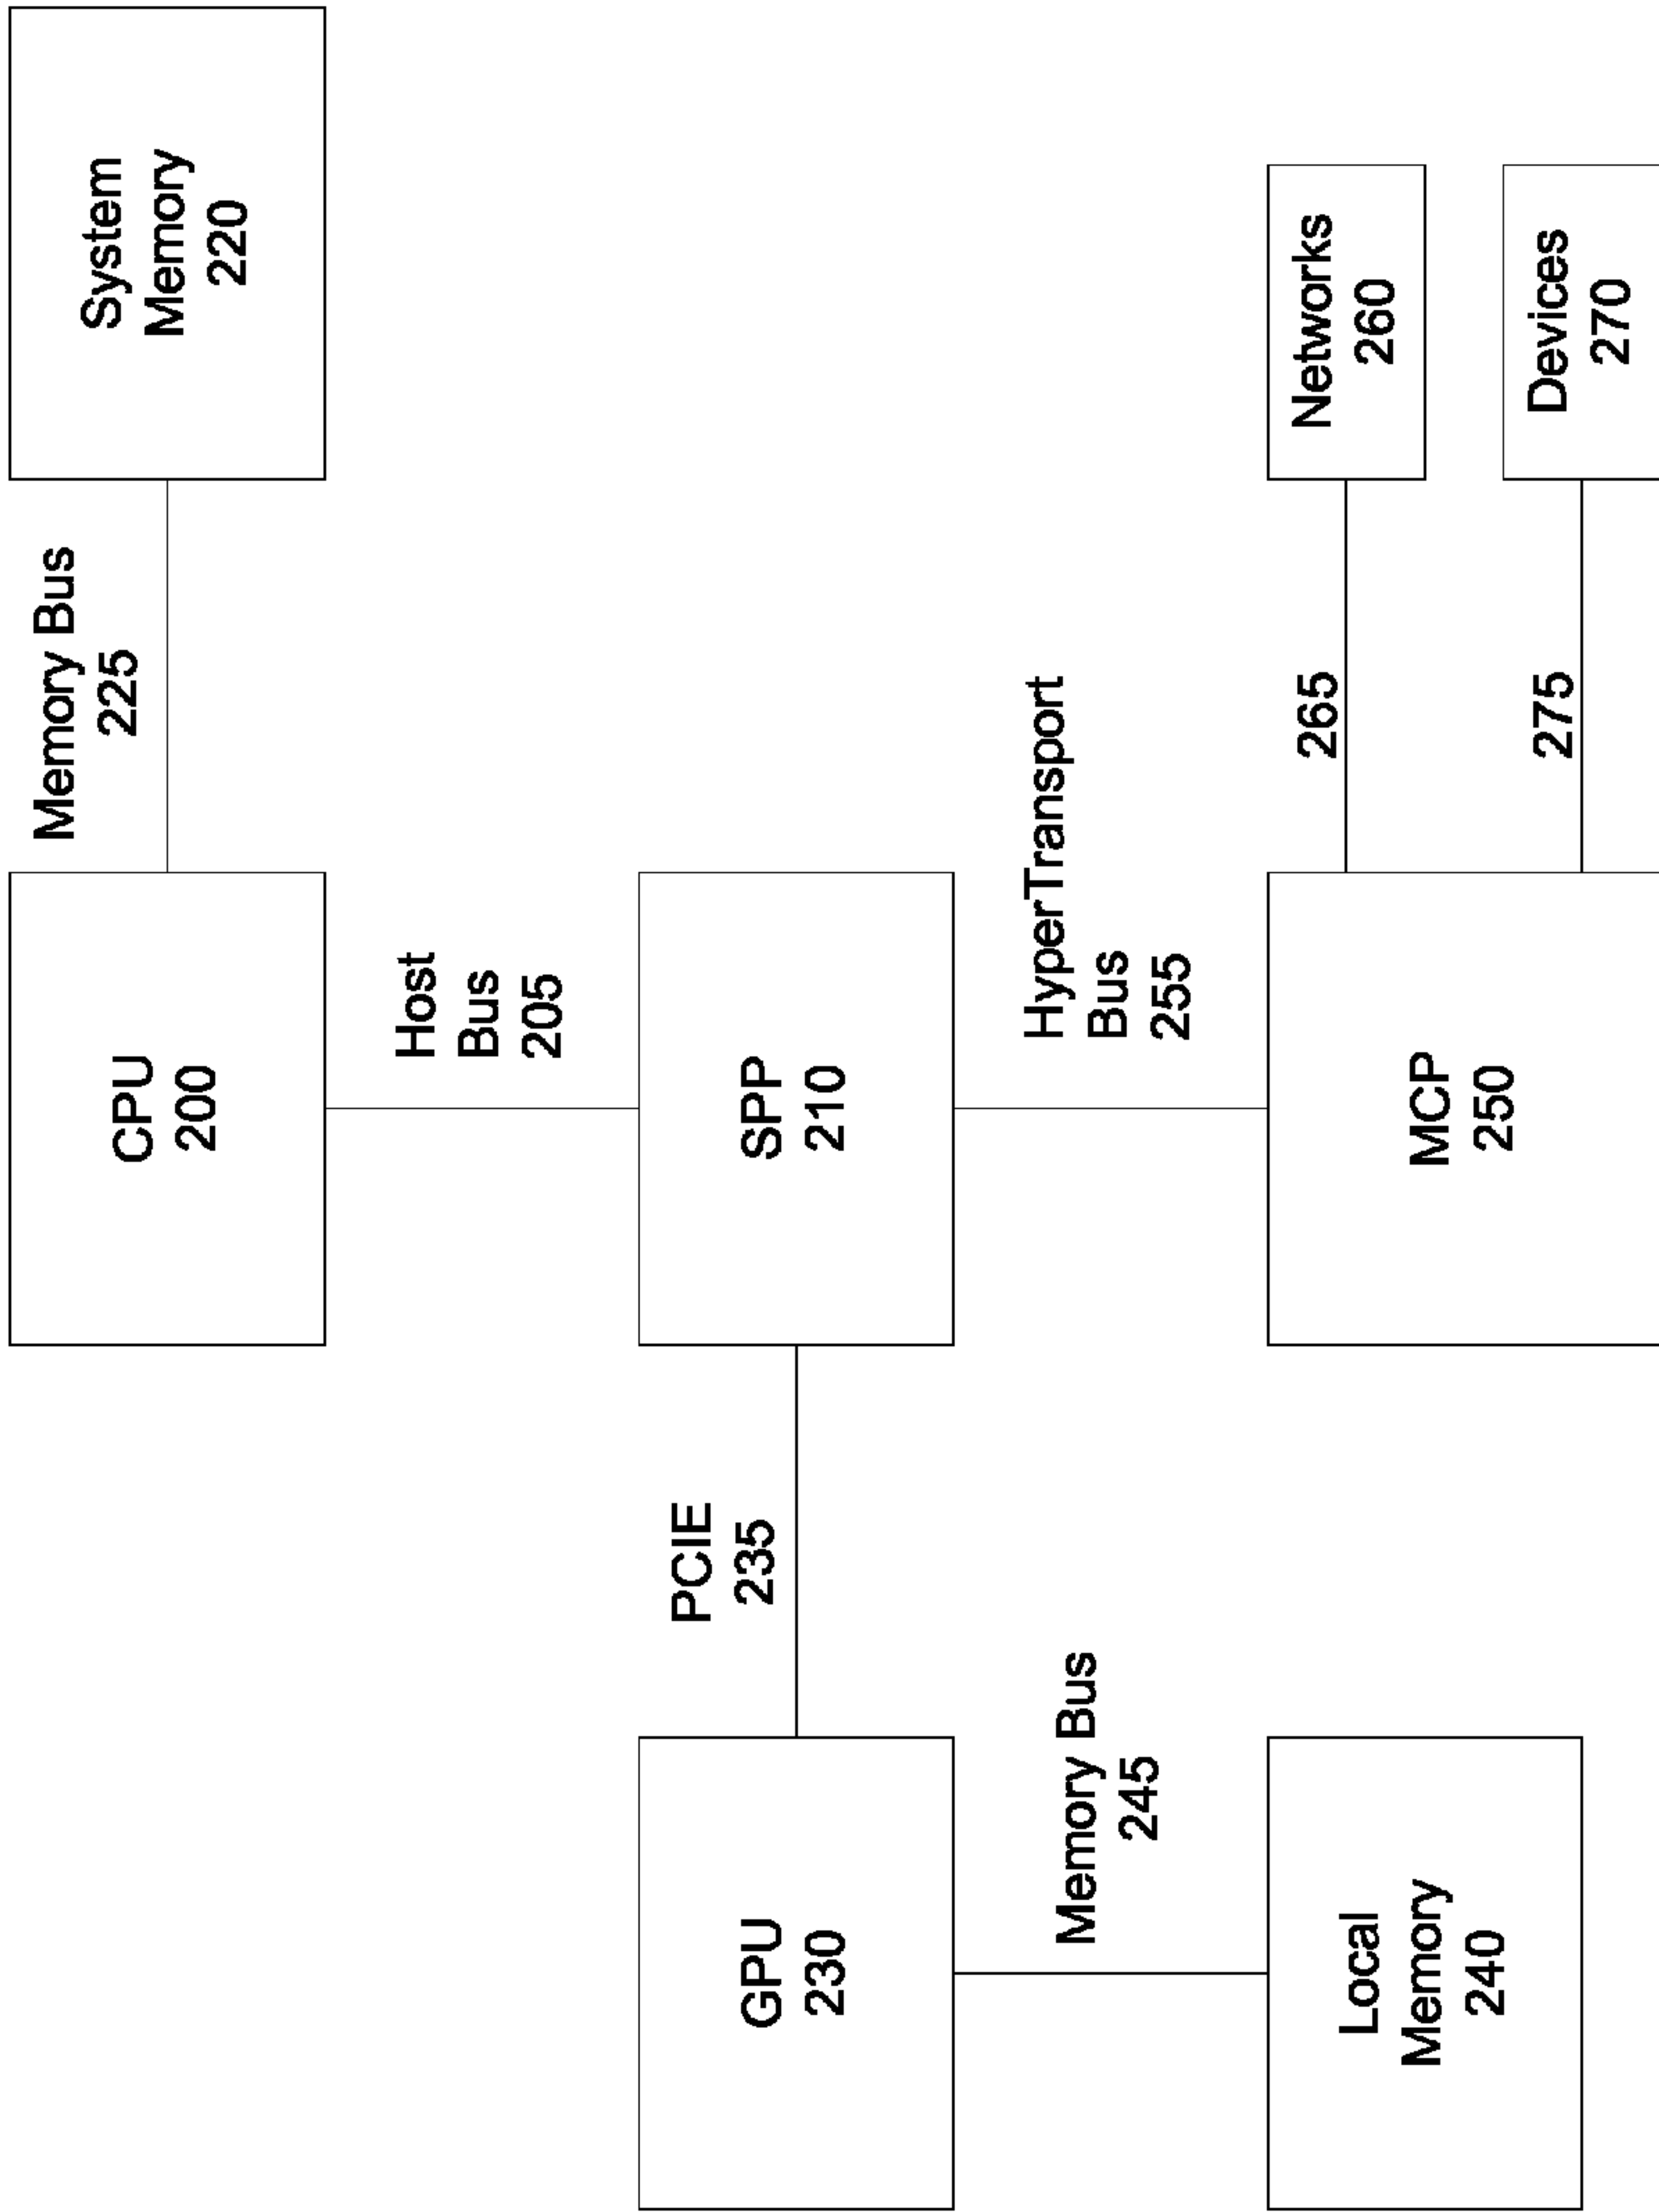 CPU
200
Memory Bus
225
System
Memory
220
Host
Bus
205
GPU
230
PCIE
235
SPP
210
Memory Bus
245
HyperTransport
Bus
255
Local
Memory
240
MCP
250
265
Networks
260
275
Devices
270